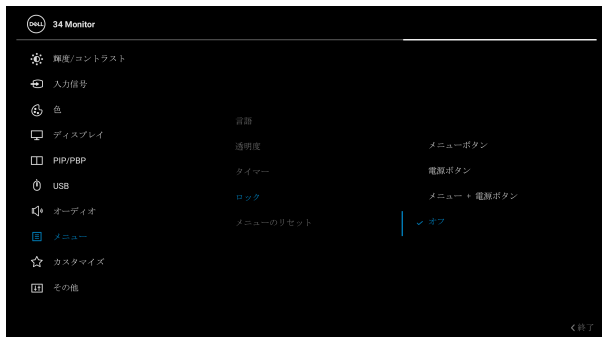 DELL 34 Monitor
輝度/コントラスト
入力信号
色
ディスプレイ
PIP/PBP
USB
オーディオ
メニュー
カスタマイズ
その他
言語
透明度
タイマー
ロック
メニューのリセット
メニューボタン
電源ボタン
メニュー + 電源ボタン
オフ
終了